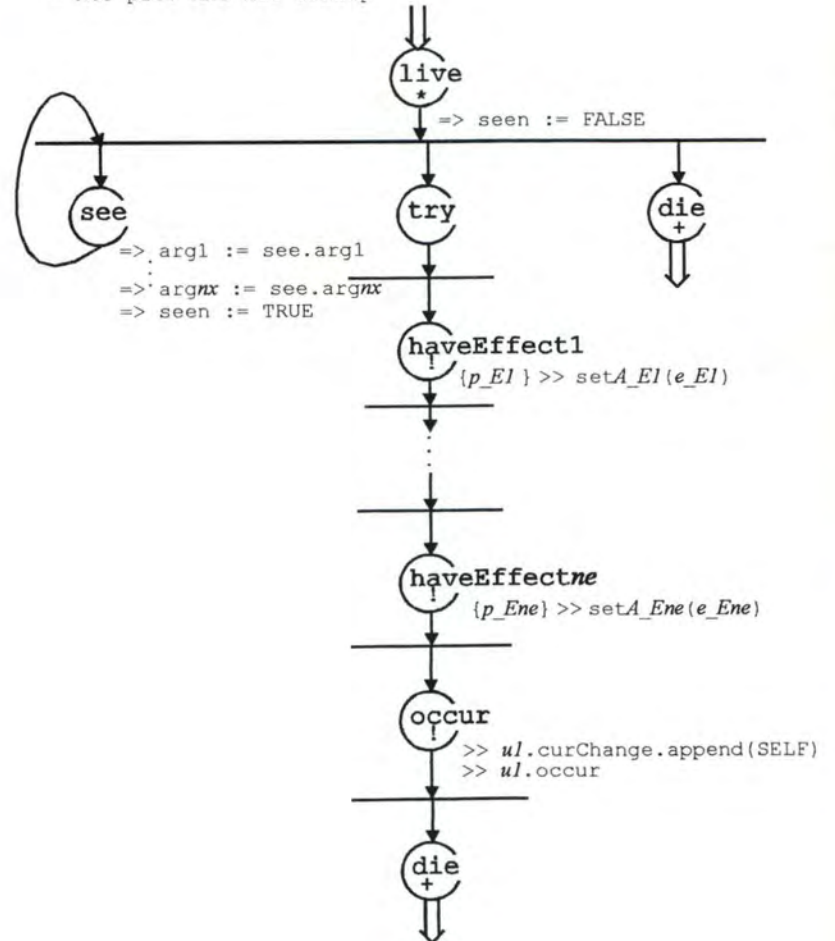 live
*
=> seen := FALSE
see
try
die
+
=> arg1 := see.arg1
:
=> argnx := see.argnx
=> seen := TRUE
haveEffect1
!
{p_E1 } >> setA_E1(e_E1)
:
haveEffectne
!
{p_Ene} >> setA_Ene(e_Ene)
occur
!
>> u1.curChange.append(SELF)
>> u1.occur
die
+